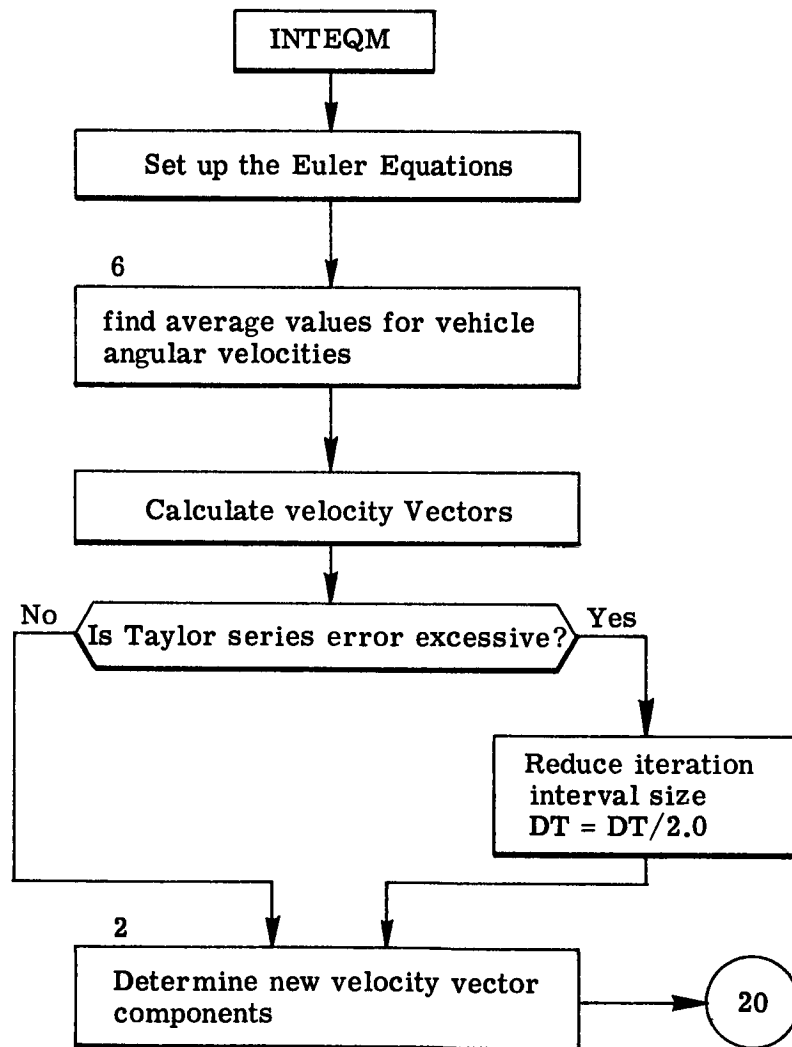 INTEQM
Set up the Euler Equations
6
find average values for vehicle
angular velocities
Calculate velocity Vectors
No
Is Taylor series error excessive?
Yes
Reduce iteration
interval size
DT = DT/2.0
2
Determine new velocity vector
components
20